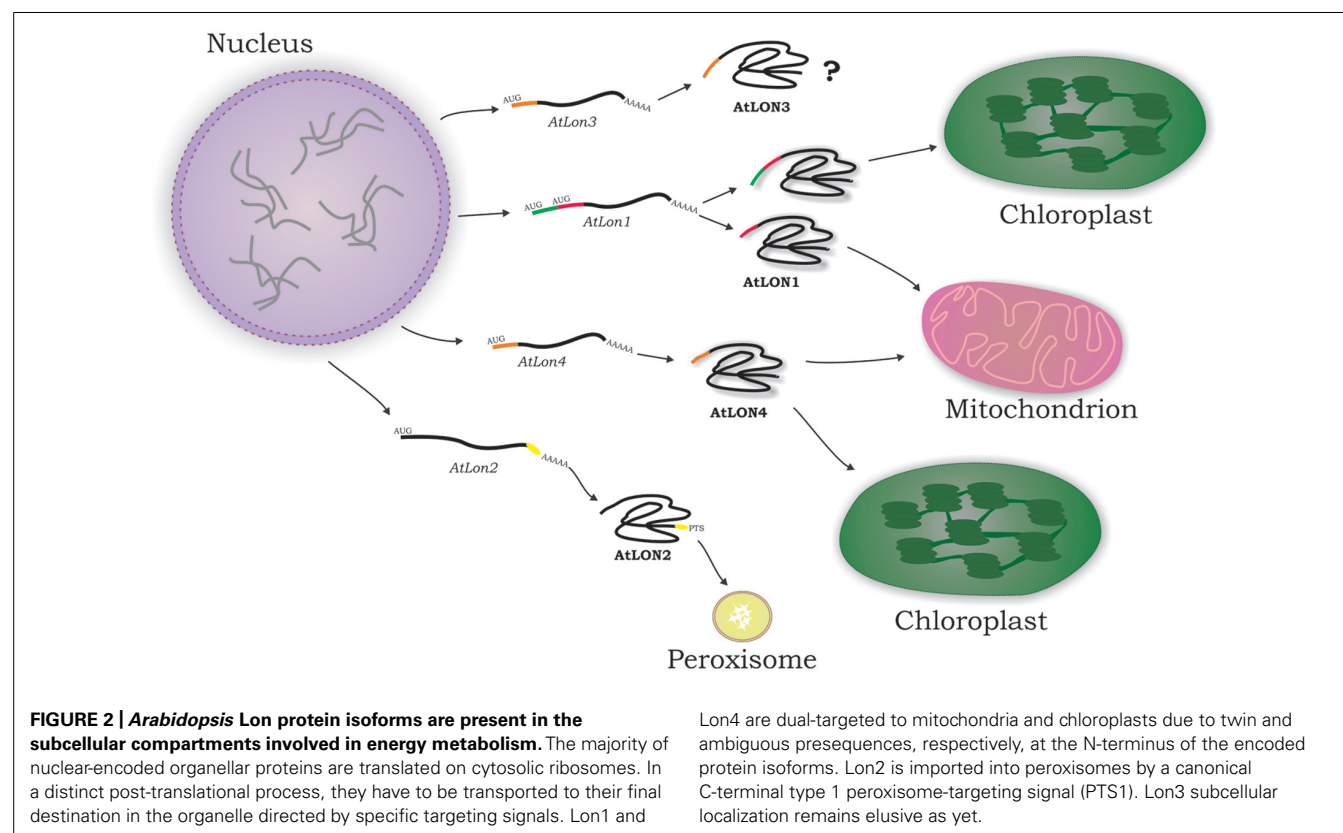 Nucleus
AUG
AtLon3
AAAAA
AtLON3
?
Chloroplast
AUG AUG
AtLon1
AAAAA
AtLON1
Mitochondrion
AUG
AtLon4
AAAAA
AtLON4
Chloroplast
AUG
AtLon2
AAAAA
PTS
AtLON2
Peroxisome
FIGURE 2 | Arabidopsis Lon protein isoforms are present in the
subcellular compartments involved in energy metabolism. The majority of
nuclear-encoded organellar proteins are translated on cytosolic ribosomes. In
a distinct post-translational process, they have to be transported to their final
destination in the organelle directed by specific targeting signals. Lon1 and
Lon4 are dual-targeted to mitochondria and chloroplasts due to twin and
ambiguous presequences, respectively, at the N-terminus of the encoded
protein isoforms. Lon2 is imported into peroxisomes by a canonical
C-terminal type 1 peroxisome-targeting signal (PTS1). Lon3 subcellular
localization remains elusive as yet.